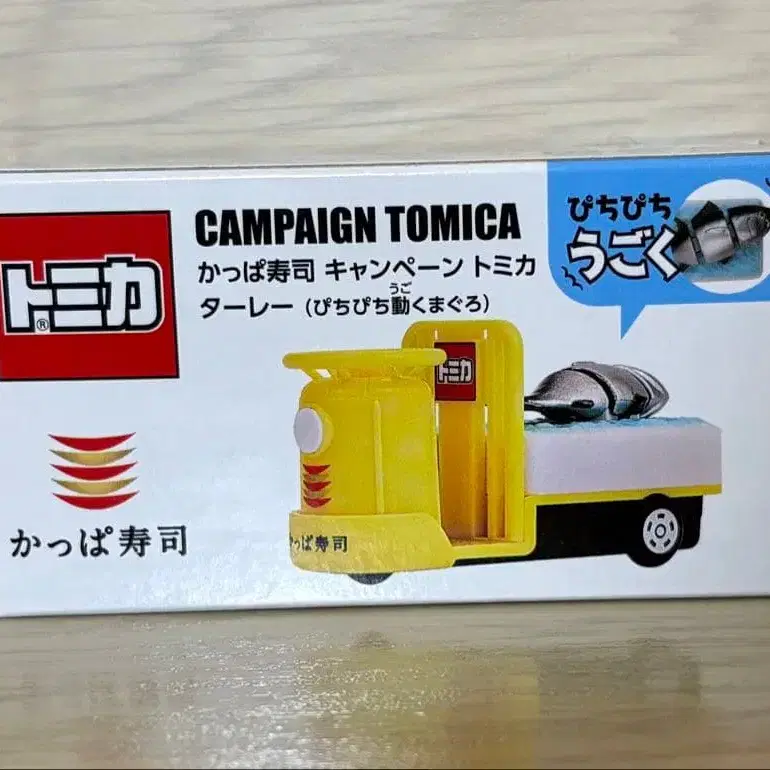 CAMPAIGN TOMICA
かっぱ寿司 キャンペーン トミカ
うご
ターレー (ぴちぴち動くまぐろ)
ぴちぴち
うごく
トミカ®
トミカ
かっぱ寿司
かっぱ寿司